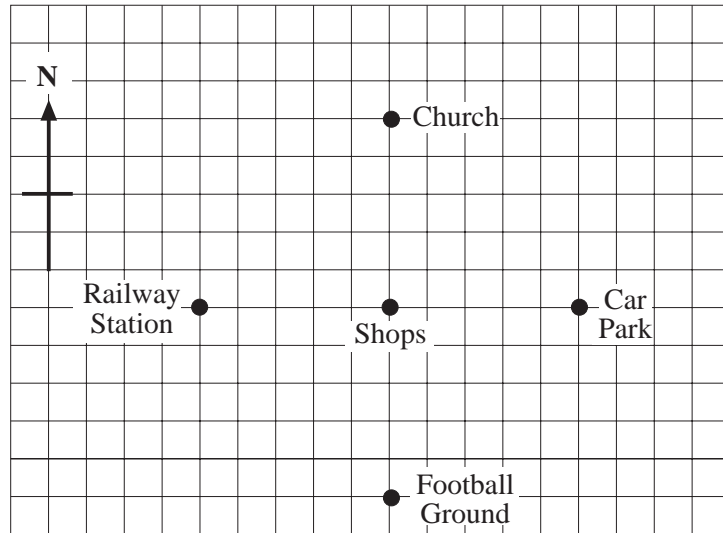 N
Church
Railway
Station
Shops
Car
Park
Football
Ground